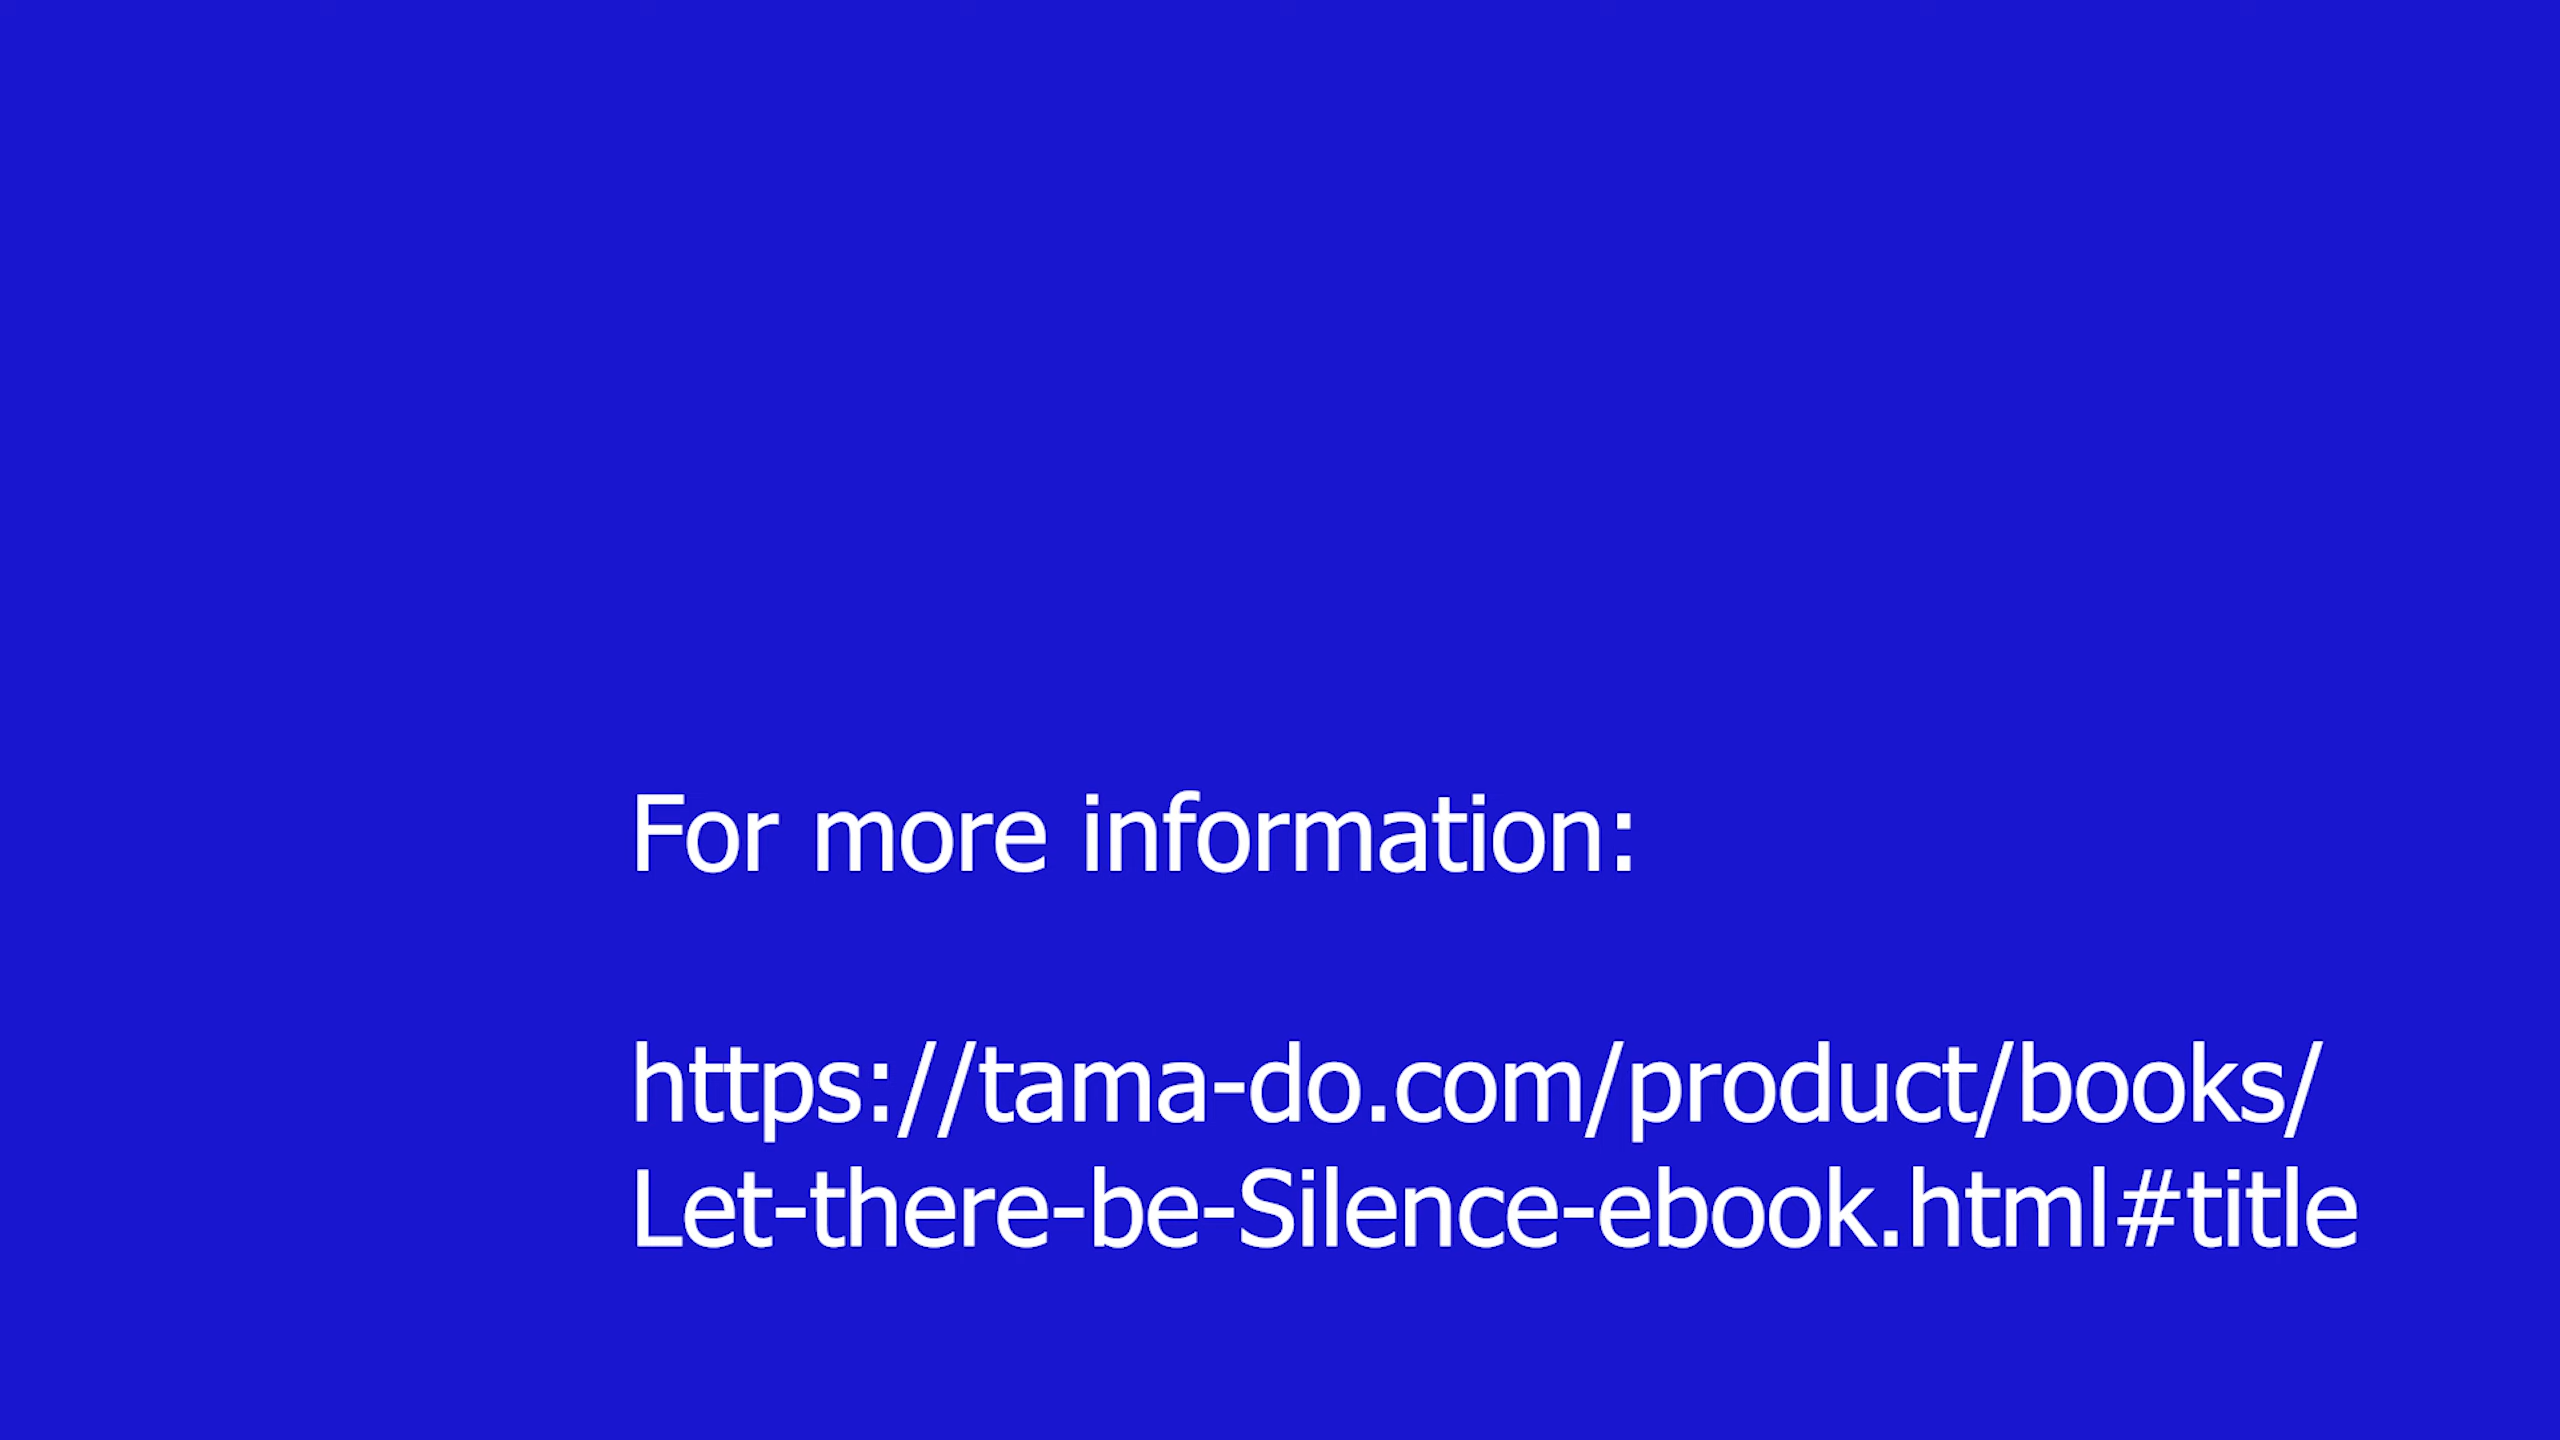 For more information:
https://tama-do.com/product/books/
Let-there-be-Silence-ebook.html#title